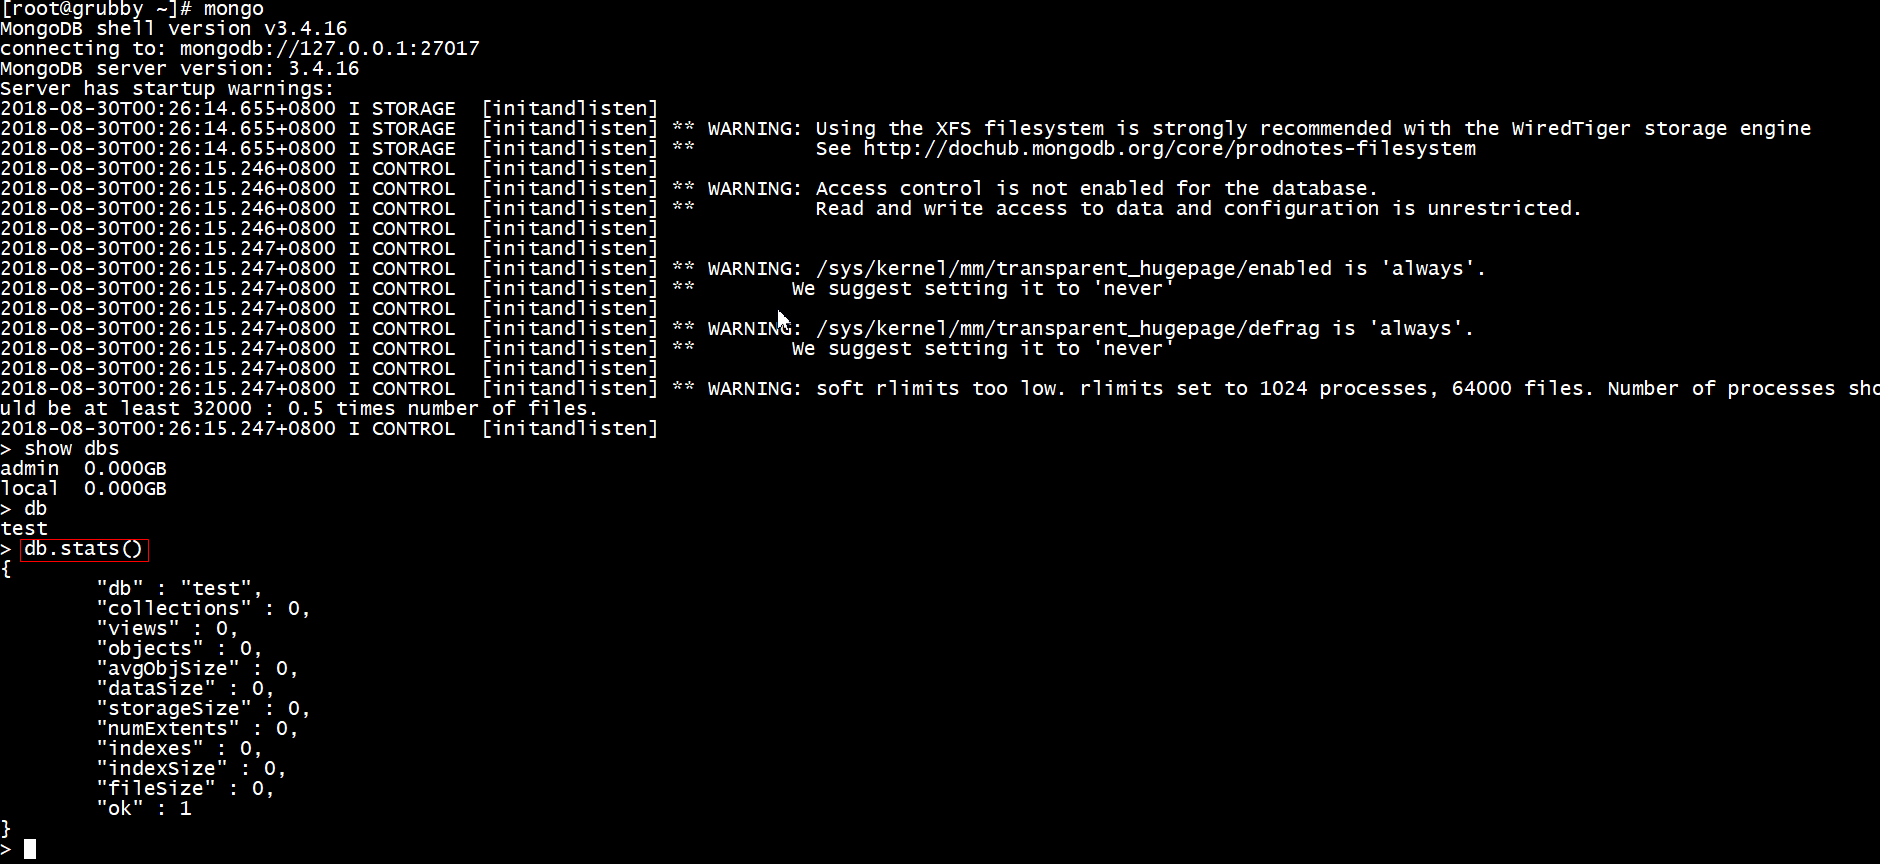 [root@grubby ~]# mongo
MongoDB shell version v3.4.16
connecting to: mongodb://127.0.0.1:27017
MongoDB server version: 3.4.16
Server has startup warnings:
2018-08-30T00:26:14.655+0800 I STORAGE  [initandlisten]
2018-08-30T00:26:14.655+0800 I STORAGE  [initandlisten] ** WARNING: Using the XFS filesystem is strongly recommended with the WiredTiger storage engine
2018-08-30T00:26:14.655+0800 I STORAGE  [initandlisten] **          See http://dochub.mongodb.org/core/prodnotes-filesystem
2018-08-30T00:26:15.246+0800 I CONTROL  [initandlisten]
2018-08-30T00:26:15.246+0800 I CONTROL  [initandlisten] ** WARNING: Access control is not enabled for the database.
2018-08-30T00:26:15.246+0800 I CONTROL  [initandlisten] **          Read and write access to data and configuration is unrestricted.
2018-08-30T00:26:15.246+0800 I CONTROL  [initandlisten]
2018-08-30T00:26:15.247+0800 I CONTROL  [initandlisten]
2018-08-30T00:26:15.247+0800 I CONTROL  [initandlisten] ** WARNING: /sys/kernel/mm/transparent_hugepage/enabled is 'always'.
2018-08-30T00:26:15.247+0800 I CONTROL  [initandlisten] **        We suggest setting it to 'never'
2018-08-30T00:26:15.247+0800 I CONTROL  [initandlisten]
2018-08-30T00:26:15.247+0800 I CONTROL  [initandlisten] ** WARNING: /sys/kernel/mm/transparent_hugepage/defrag is 'always'.
2018-08-30T00:26:15.247+0800 I CONTROL  [initandlisten] **        We suggest setting it to 'never'
2018-08-30T00:26:15.247+0800 I CONTROL  [initandlisten]
2018-08-30T00:26:15.247+0800 I CONTROL  [initandlisten] ** WARNING: soft rlimits too low. rlimits set to 1024 processes, 64000 files. Number of processes sho
uld be at least 32000 : 0.5 times number of files.
2018-08-30T00:26:15.247+0800 I CONTROL  [initandlisten]
> show dbs
admin  0.000GB
local  0.000GB
> db
test
> db.stats()
{
        "db" : "test",
        "collections" : 0,
        "views" : 0,
        "objects" : 0,
        "avgObjSize" : 0,
        "dataSize" : 0,
        "storageSize" : 0,
        "numExtents" : 0,
        "indexes" : 0,
        "indexSize" : 0,
        "fileSize" : 0,
        "ok" : 1
}
>